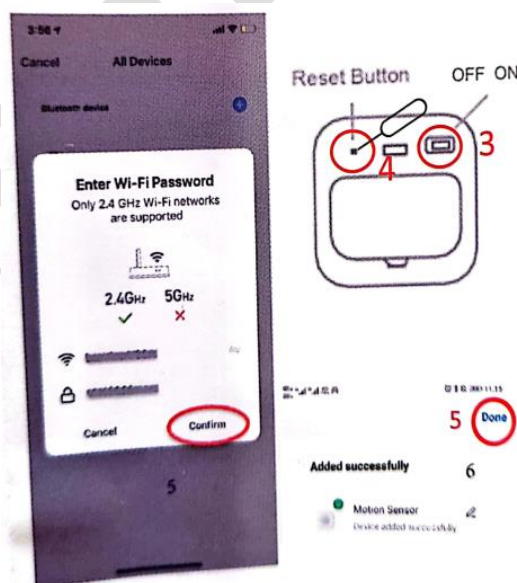 3:56
Cancel All Devices
Bluetooth device
Enter Wi-Fi Password
Only 2.4 GHz Wi-Fi networks
are supported
2.4GHz 5GHz
Cancel Confirm
5
Reset Button OFF ON
3
4
5 Done
Added successfully 6
Motion Sensor
Device added successfully